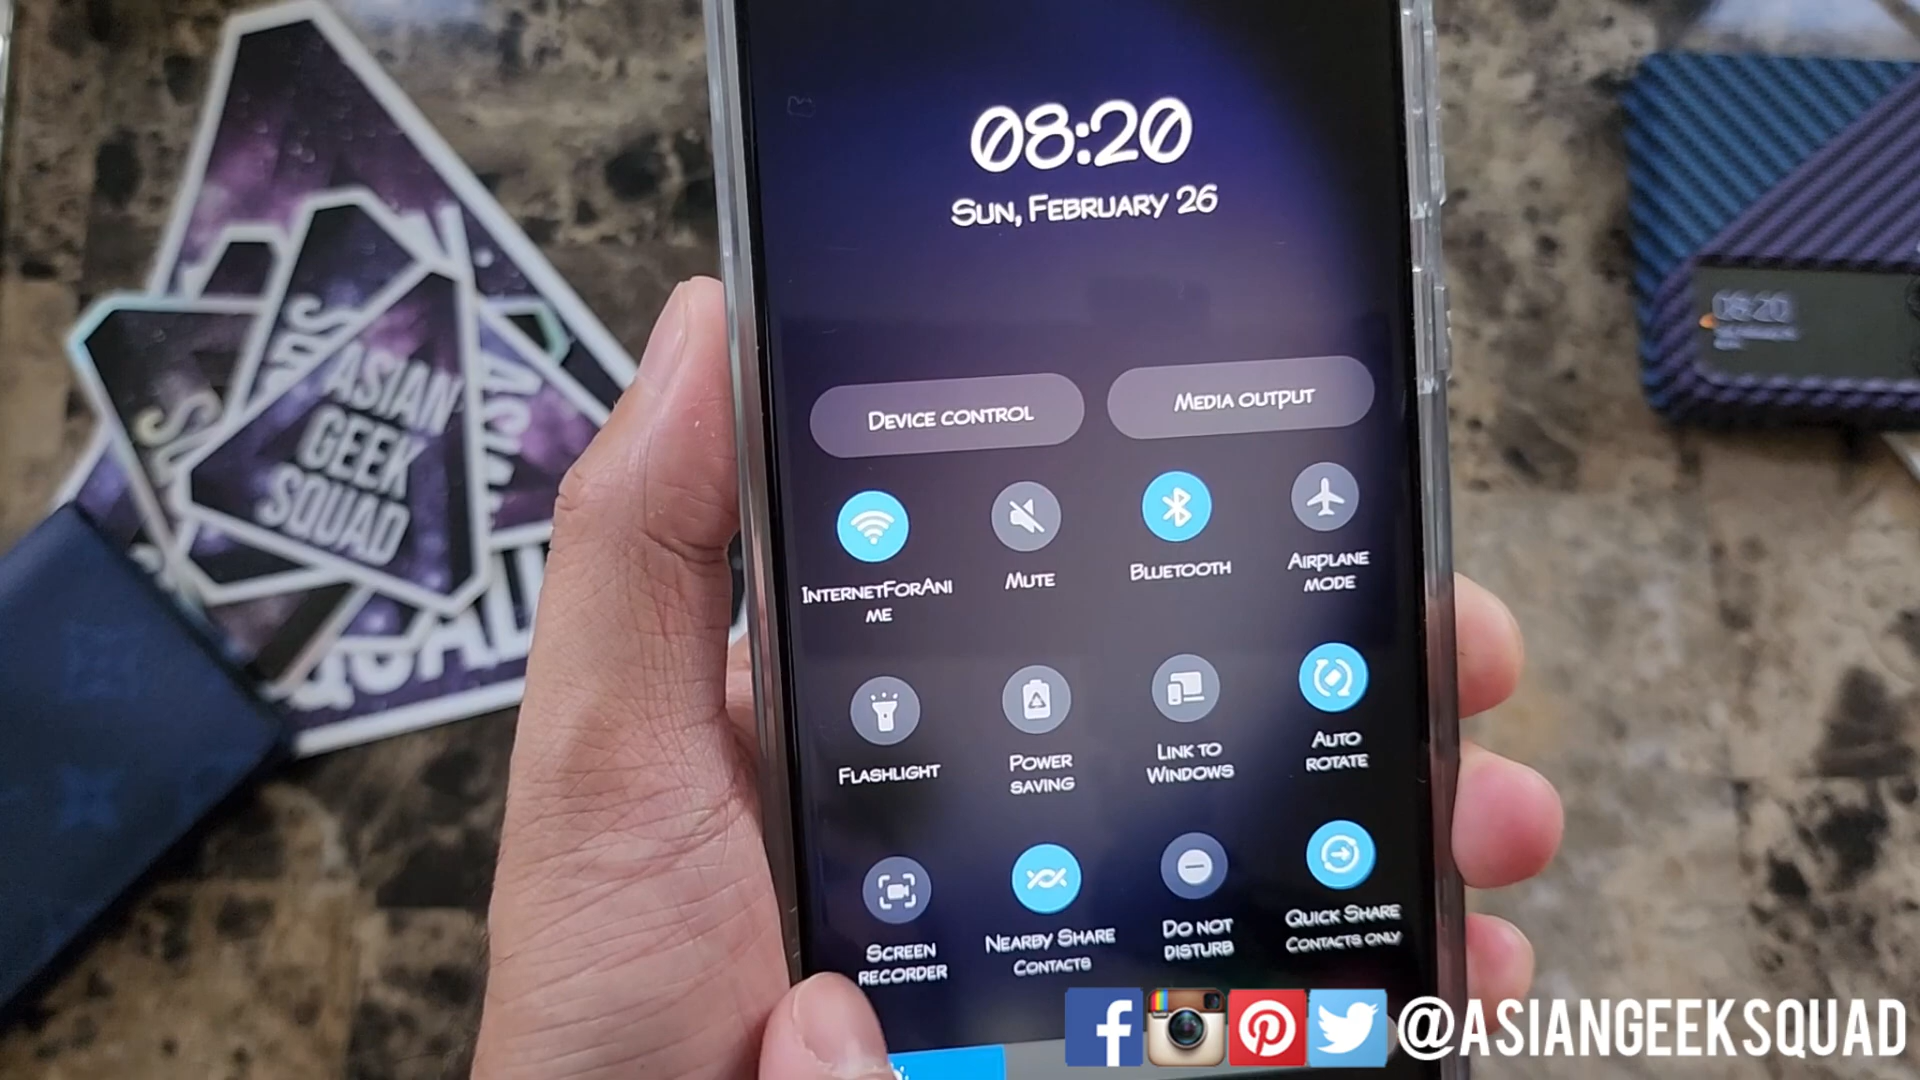 08:20
Sun, February 26
Device control
Media output
InternetForAni
me
Mute
Bluetooth
Airplane
mode
Flashlight
Power
saving
Link to
Windows
Auto
rotate
Screen
recorder
Nearby Share
Contacts
Do not
disturb
Quick Share
Contacts only
ASIAN
GEEK
SQUAD
08:20
@ASIANGEEKSQUAD